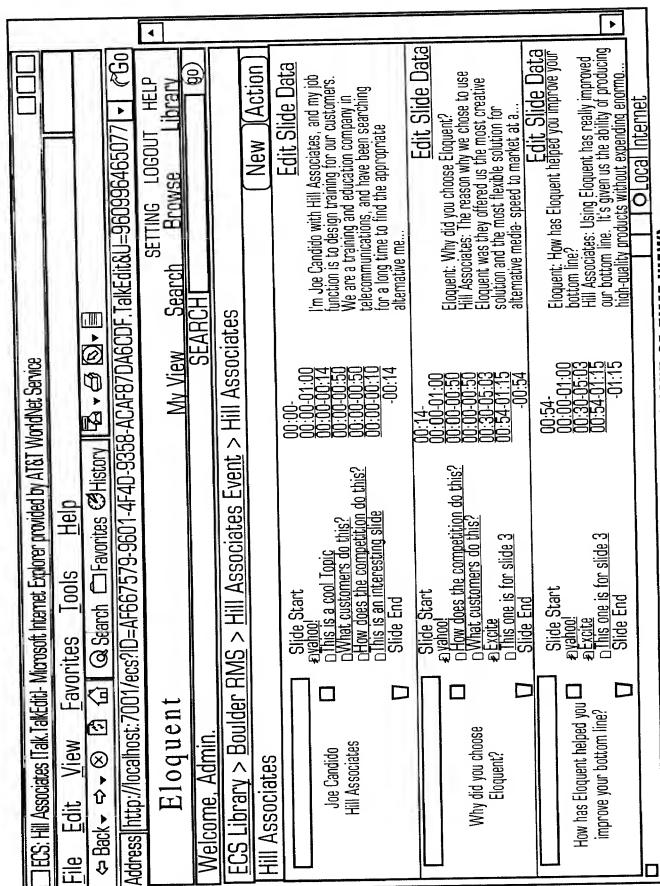 ECS: Hill Associates [Talk.TalkEdit]- Microsoft Internet Explorer provided by AT&T WorldNet Service
File Edit View Favorites Tools Help
Back Search Favorites History
Address http://localhost:7001/ecs?ID=AF667579-9601-4F4D-935B-ACAF87DA6CDF.TalkEdit&U=960996465077 Go
Eloquent SETTING LOGOUT HELP
My View Search Browse Library
Welcome, Admin. SEARCH go
ECS Library > Boulder RMS > Hill Associates Event > Hill Associates
Hill Associates New Action
Joe Candido
Hill Associates
Slide Start 00:00-
yahoo! 00:00-01:00
This is a cool Topic 00:00-00:14
What customers do this? 00:00-00:50
How does the competition do this? 00:00-00:50
This is an interesting slide 00:00-00:10
Slide End -00:14
Edit Slide Data
I'm Joe Candido with Hill Associates, and my job
function is to design training for our customers.
We are a training and education company in
telecommunications, and have been searching
for a long time to find the appropriate
alternative me...
Why did you choose
Eloquent?
Slide Start 00:14-
yahoo! 00:00-01:00
How does the competition do this? 00:00-00:50
What customers do this? 00:00-00:50
Excite 00:30-05:03
This one is for slide 3 00:54-01:15
Slide End -00:54
Edit Slide Data
Eloquent: Why did you choose Eloquent?
Hill Associates: The reason why we chose to use
Eloquent was they offered us the most creative
solution and the most flexible solution for
alternative media- speed to market at a...
How has Eloquent helped you
improve your bottom line?
Slide Start 00:54-
yahoo! 00:00-01:00
Excite 00:30-05:03
This one is for slide 3 00:54-01:15
Slide End -01:15
Edit Slide Data
Eloquent: How has Eloquent helped you improve your
bottom line?
Hill Associates: Using Eloquent has really improved
our bottom line. It's given us the ability of producing
high-quality products without expending enormo...
Local Internet